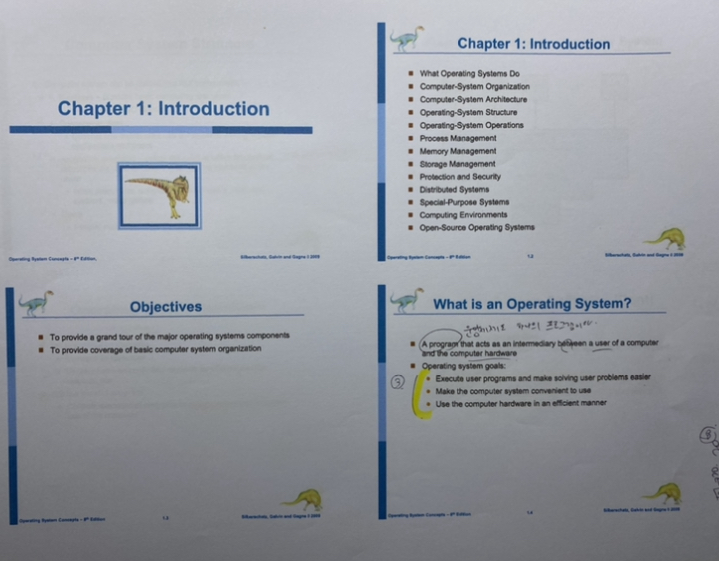 Chapter 1: Introduction
Operating System Concepts – 8th Edition,
Silberschatz, Galvin and Gagne ©2009
Chapter 1: Introduction
What Operating Systems Do
Computer-System Organization
Computer-System Architecture
Operating-System Structure
Operating-System Operations
Process Management
Memory Management
Storage Management
Protection and Security
Distributed Systems
Special-Purpose Systems
Computing Environments
Open-Source Operating Systems
Operating System Concepts – 8th Edition
1.2
Silberschatz, Galvin and Gagne ©2009
Objectives
To provide a grand tour of the major operating systems components
To provide coverage of basic computer system organization
Operating System Concepts – 8th Edition
1.3
Silberschatz, Galvin and Gagne ©2009
What is an Operating System?
A program that acts as an intermediary between a user of a computer
and the computer hardware
Operating system goals:
③
Execute user programs and make solving user problems easier
Make the computer system convenient to use
Use the computer hardware in an efficient manner
Operating System Concepts – 8th Edition
1.4
Silberschatz, Galvin and Gagne ©2009